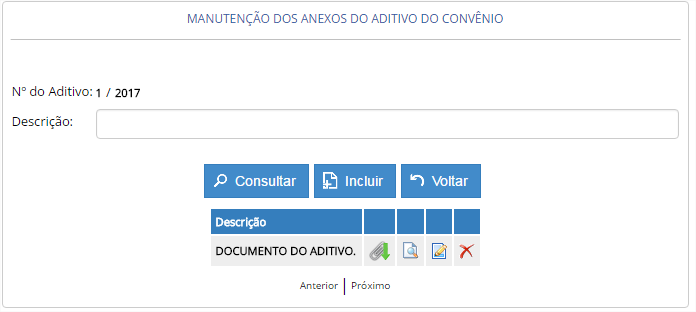 MANUTENÇÃO DOS ANEXOS DO ADITIVO DO CONVÊNIO
Nº do Aditivo: 1 / 2017
Descrição:
Consultar Incluir Voltar
Descrição
DOCUMENTO DO ADITIVO.
Anterior Próximo